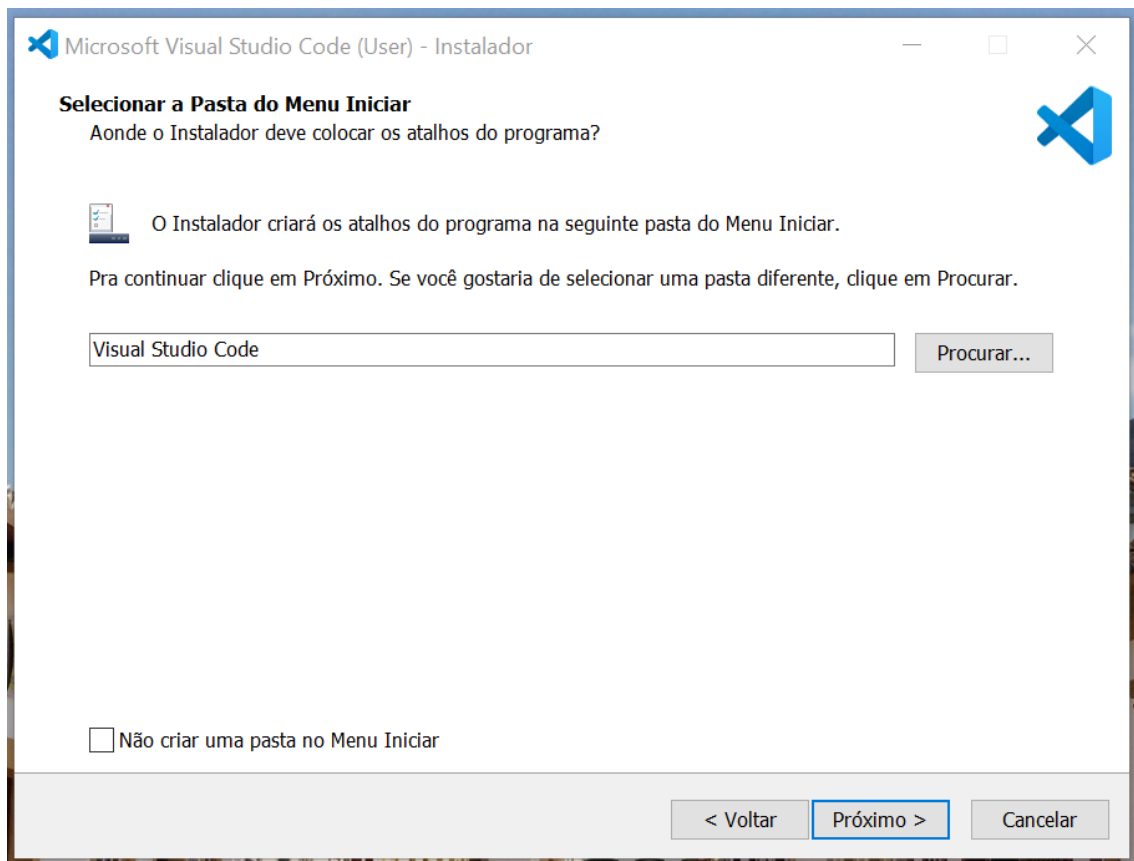 Microsoft Visual Studio Code (User) - Instalador
Selecionar a Pasta do Menu Iniciar
Aonde o Instalador deve colocar os atalhos do programa?
O Instalador criará os atalhos do programa na seguinte pasta do Menu Iniciar.
Pra continuar clique em Próximo. Se você gostaria de selecionar uma pasta diferente, clique em Procurar.
Visual Studio Code
Procurar...
Não criar uma pasta no Menu Iniciar
< Voltar
Próximo >
Cancelar